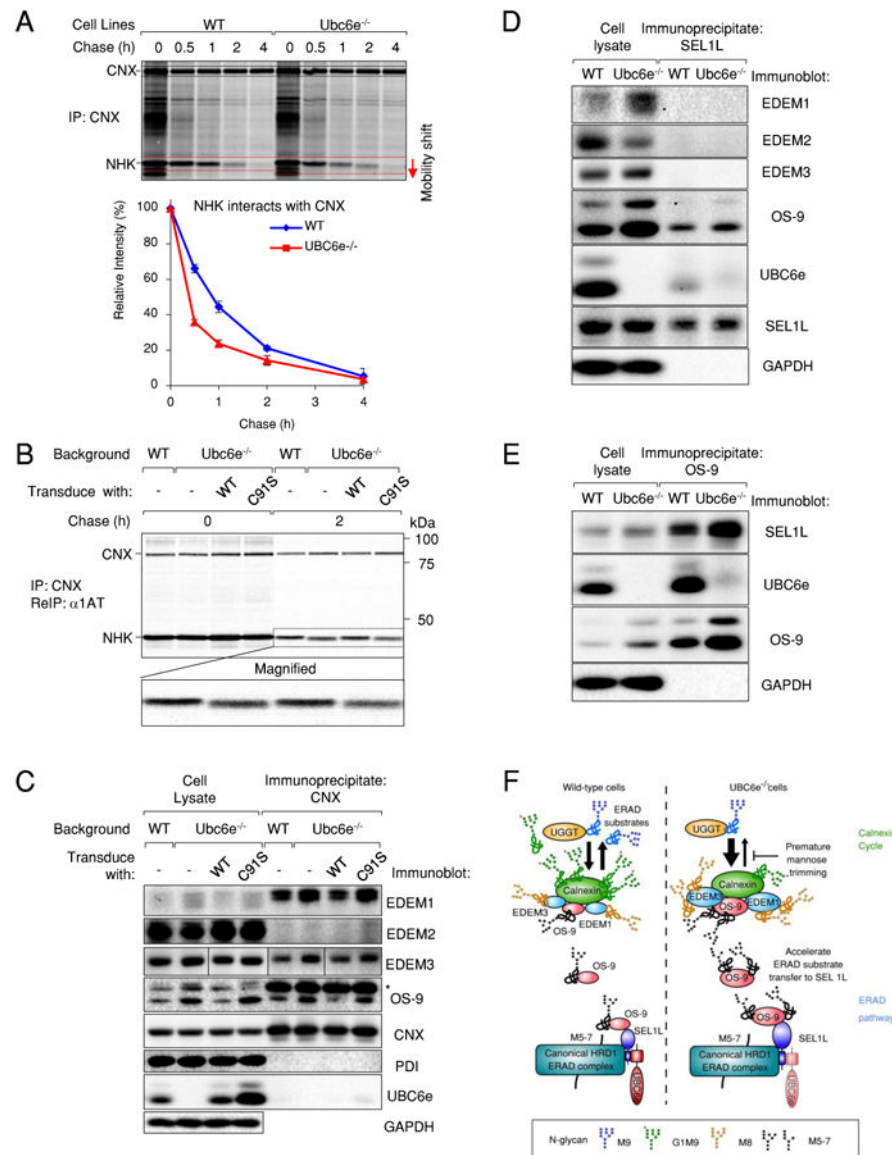 A
Cell Lines WT Ubc6e-/-
Chase (h) 0 0.5 1 2 4 0 0.5 1 2 4
CNX
IP: CNX
NHK
Mobility shift
NHK interacts with CNX
WT
UBC6e-/-
Relative Intensity (%)
100
80
60
40
20
0
0 1 2 3 4
Chase (h)
B
Background WT Ubc6e-/- WT Ubc6e-/-
Transduce with: - - WT C91S - - WT C91S
Chase (h) 0 2 kDa
CNX
100
75
IP: CNX
ReIP: α1AT
50
NHK
Magnified
C
Cell Lysate
Immunoprecipitate: CNX
Background WT Ubc6e-/- WT Ubc6e-/-
Transduce with: - - WT C91S - - WT C91S Immunoblot:
EDEM1
EDEM2
EDEM3
*
OS-9
CNX
PDI
UBC6e
GAPDH
D
Cell lysate
Immunoprecipitate: SEL1L
WT Ubc6e-/- WT Ubc6e-/- Immunoblot:
EDEM1
EDEM2
EDEM3
OS-9
UBC6e
SEL1L
GAPDH
E
Cell lysate
Immunoprecipitate: OS-9
WT Ubc6e-/- WT Ubc6e-/- Immunoblot:
SEL1L
UBC6e
OS-9
GAPDH
F
Wild-type cells
UBC6e-/- cells
UGGT
ERAD substrates
UGGT
Calnexin Cycle
Premature mannose trimming
Calnexin
EDEM3
OS-9
EDEM1
Calnexin
EDEM3
OS-9
EDEM1
OS-9
OS-9
Accelerate ERAD substrate transfer to SEL 1L
OS-9
SEL1L
M5-7
Canonical HRD1 ERAD complex
OS-9
SEL1L
M5-7
Canonical HRD1 ERAD complex
ERAD pathway
N-glycan M9 G1M9 M8 M5-7